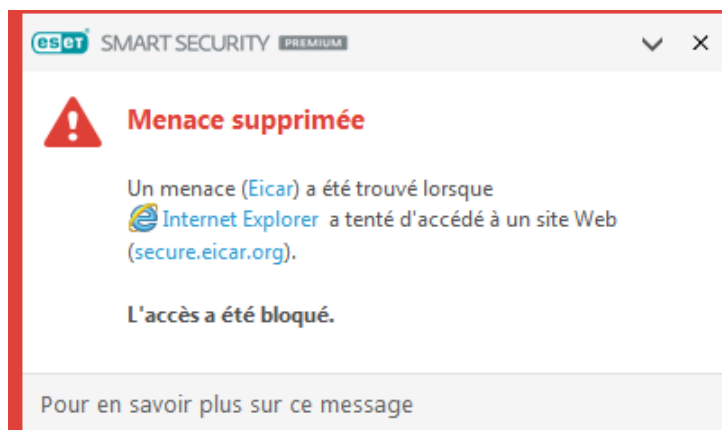 eset SMART SECURITY PREMIUM
Menace supprimée
Un menace (Eicar) a été trouvé lorsque
Internet Explorer a tenté d'accédé à un site Web
(secure.eicar.org).
L'accès a été bloqué.
Pour en savoir plus sur ce message